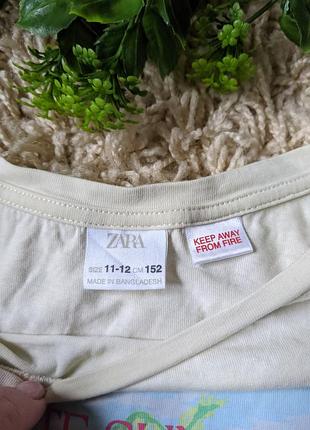 ZARA
SIZE 11-12 CM 152
MADE IN BANGLADESH
KEEP AWAY
FROM FIRE